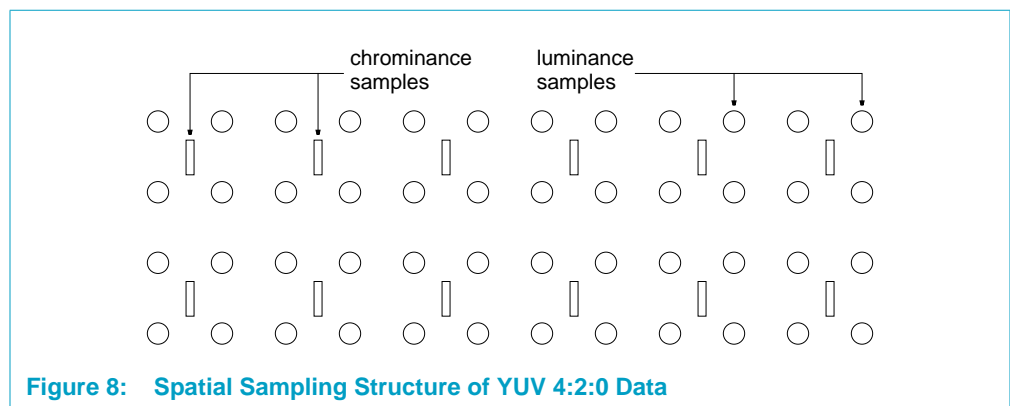 chrominance
samples
luminance
samples
Figure 8: Spatial Sampling Structure of YUV 4:2:0 Data